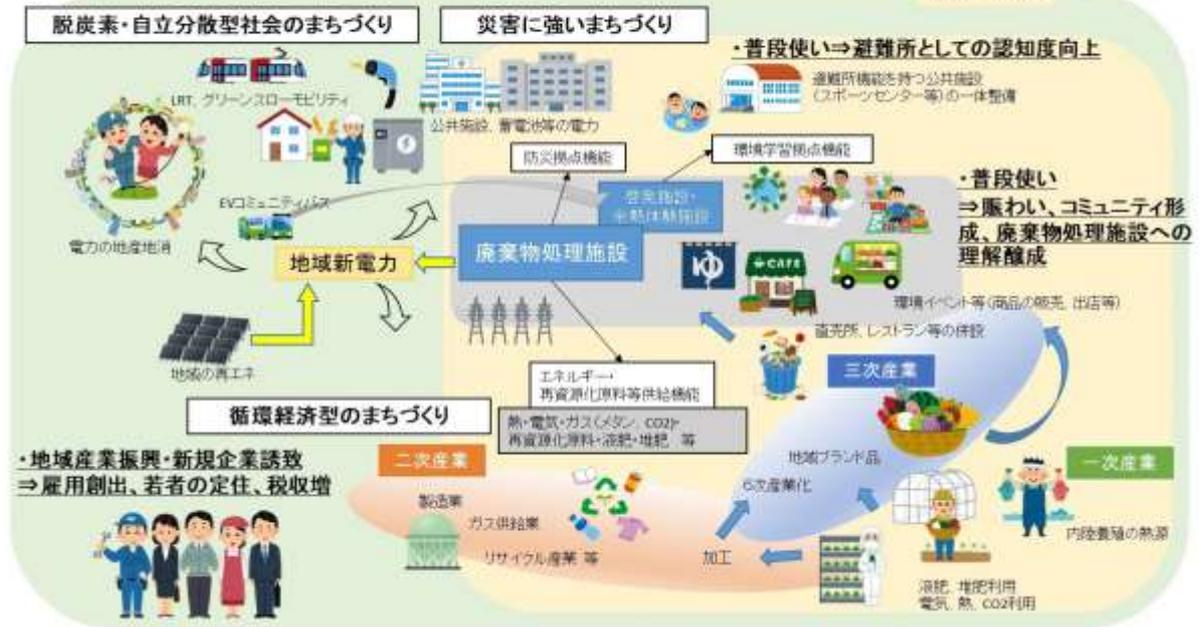 脱炭素・自立分散型社会のまちづくり
災害に強いまちづくり
・普段使い⇒避難所としての認知度向上
避難所機能を持つ公共施設
(スポーツセンター等)の一体整備
LRT、グリーンスローモビリティ
公共施設、蓄電池等の電力
防災拠点機能
環境学習拠点機能
啓発施設・
余熱体験施設
・普段使い
⇒賑わい、コミュニティ形
成、廃棄物処理施設への
理解醸成
EVコミュニティバス
電力の地産地消
地域新電力
廃棄物処理施設
ゆ
CAFE
環境イベント等(商品の販売、出店等)
直売所、レストラン等の併設
地域の再エネ
エネルギー・
再資源化原料等供給機能
熱・電気・ガス(メタン、CO2)・
再資源化原料・液肥・堆肥 等
三次産業
循環経済型のまちづくり
・地域産業振興・新規企業誘致
⇒雇用創出、若者の定住、税収増
二次産業
地域ブランド品
一次産業
6次産業化
製造業
ガス供給業
リサイクル産業 等
加工
内陸養殖の熱源
液肥、堆肥利用
電気、熱、CO2利用